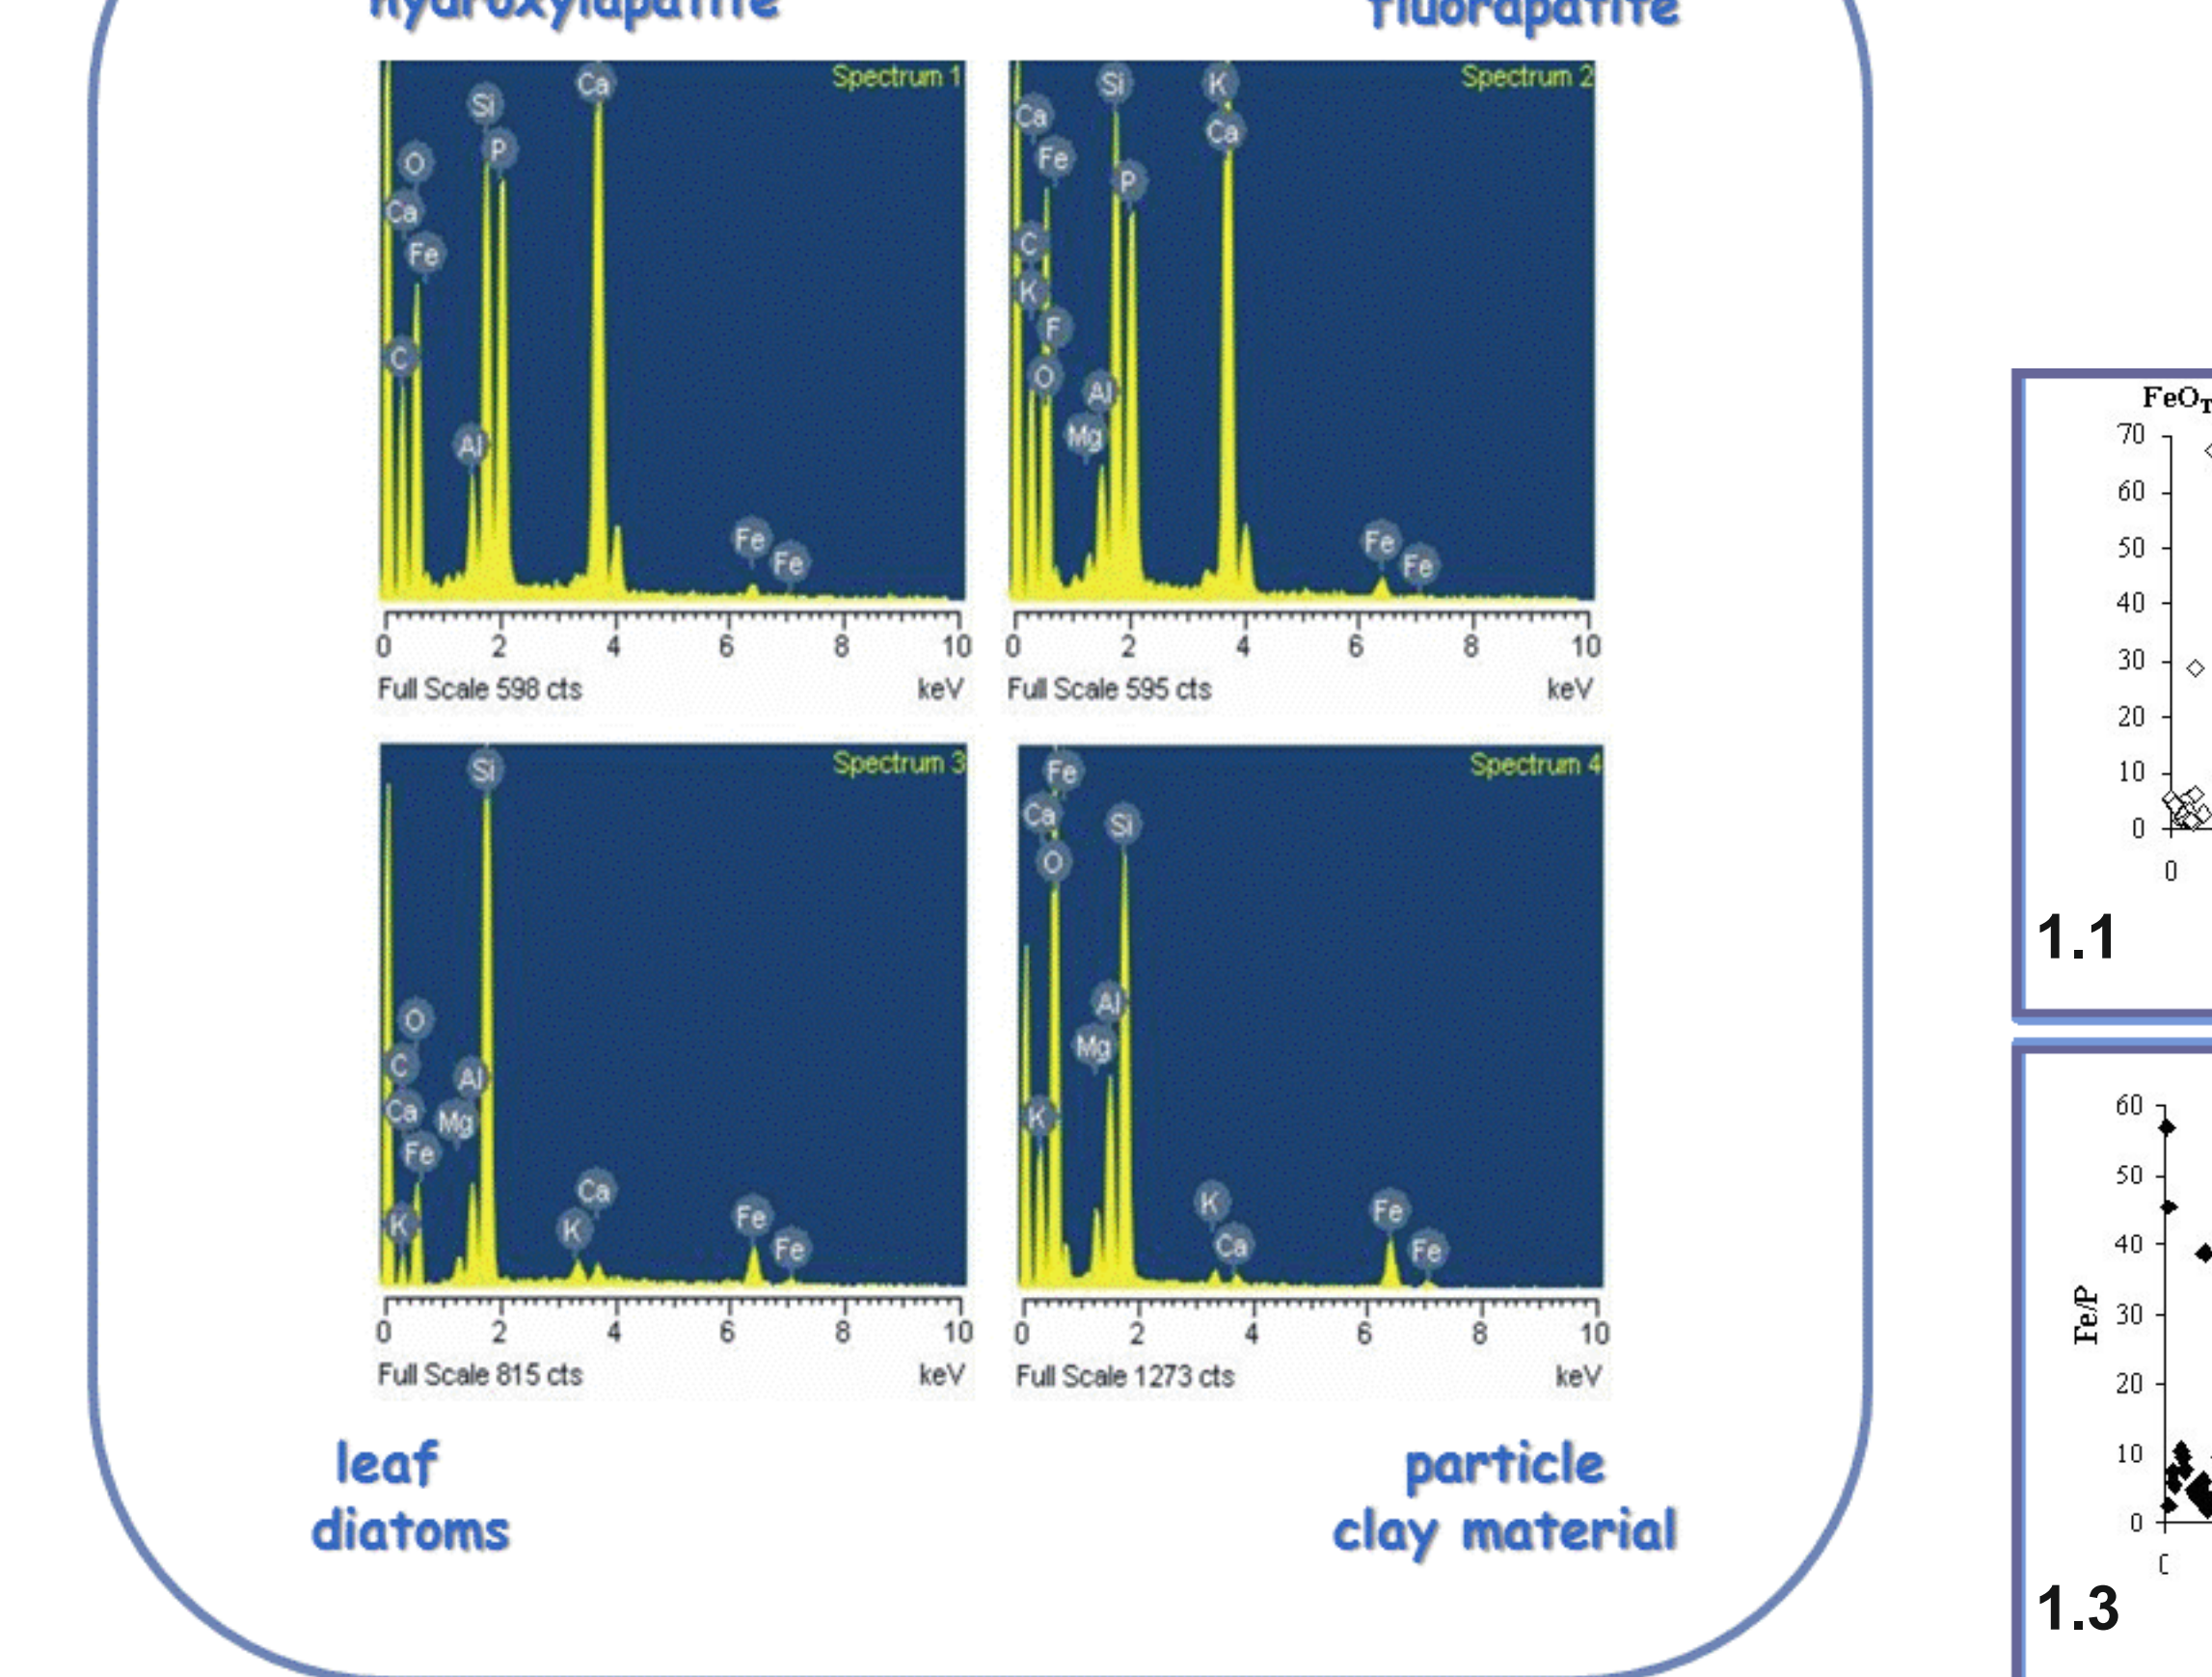 hydroxylapatite
fluorapatite
Spectrum 1
Ca
Si
P
O
Ca
Fe
C
Al
Fe
Fe
0 2 4 6 8 10
Full Scale 598 cts keV
Spectrum 2
Si
K
Ca
Ca
Fe
P
C
K
F
O
Al
Mg
Fe
Fe
0 2 4 6 8 10
Full Scale 595 cts keV
Spectrum 3
Si
O
C
Al
Ca
Mg
Fe
K
Ca
K
Fe
Fe
0 2 4 6 8 10
Full Scale 815 cts keV
Spectrum 4
Fe
Ca
Si
O
Al
Mg
K
K
Ca
Fe
Fe
0 2 4 6 8 10
Full Scale 1273 cts keV
leaf
diatoms
particle
clay material
FeOT
70
60
50
40
30
20
10
0
0
1.1
60
50
40
30
20
10
0
Fe/P
1.3